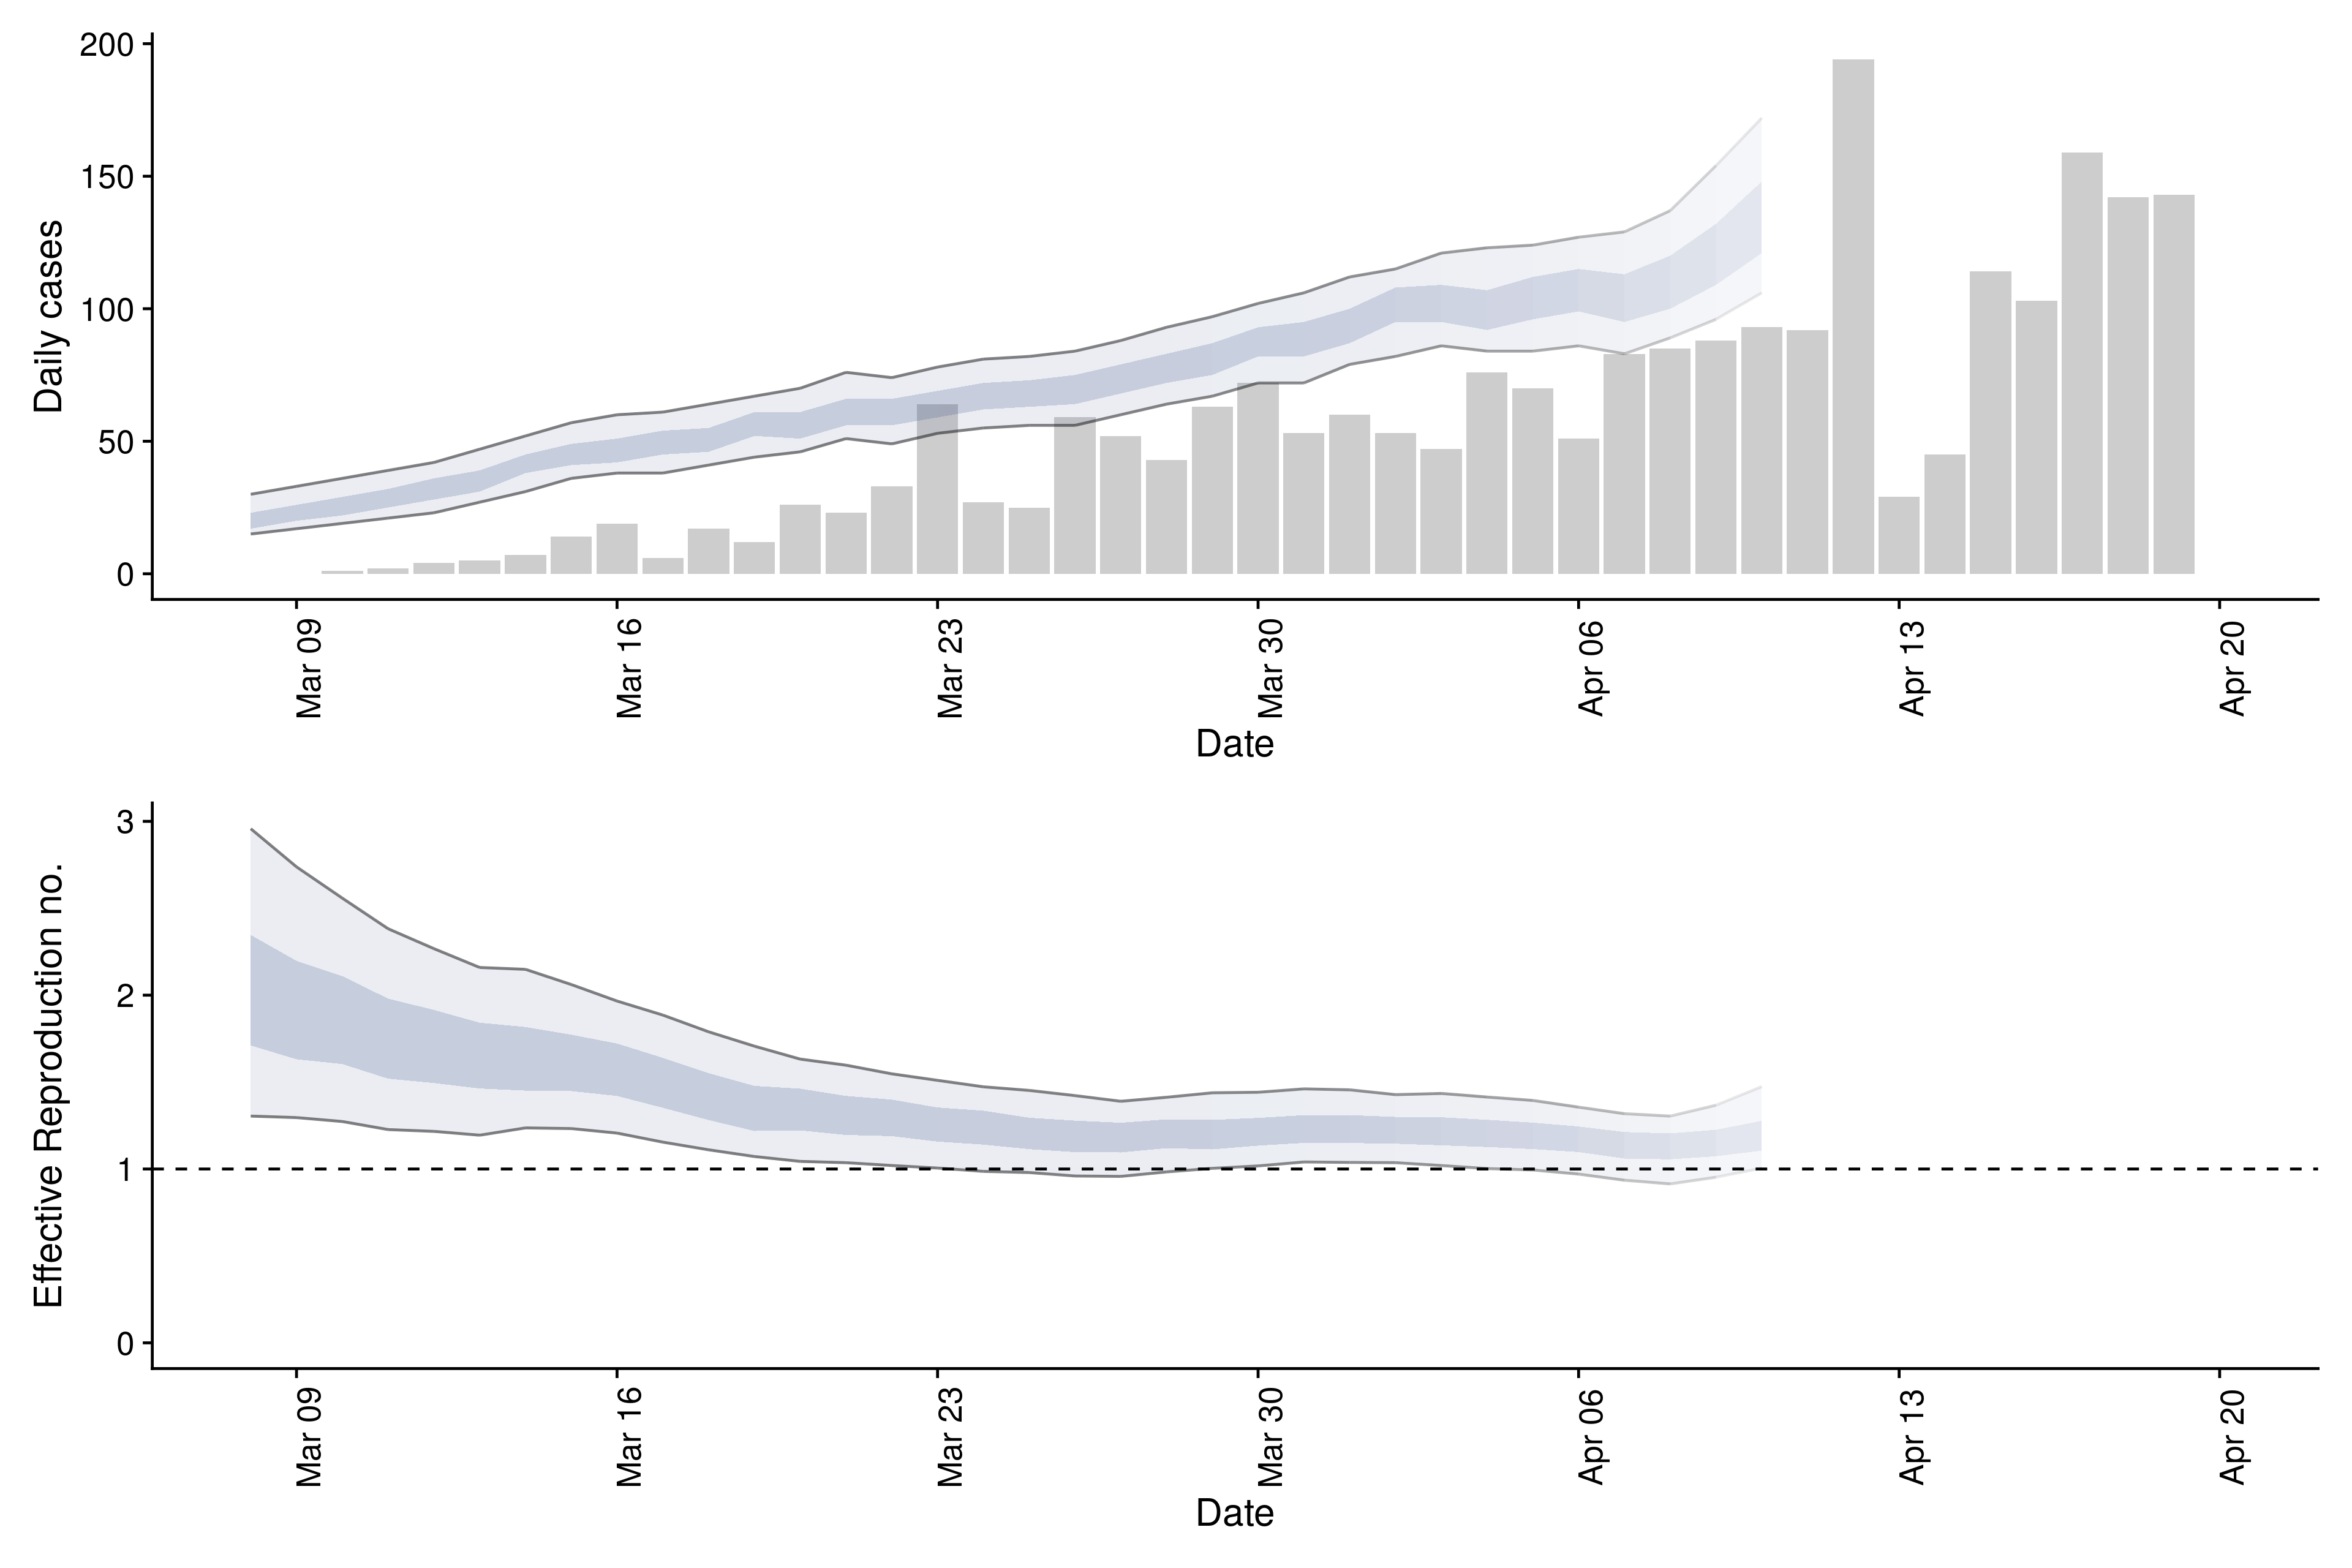 200
150
100
50
0
Daily cases
Mar 09
Mar 16
Mar 23
Mar 30
Apr 06
Apr 13
Apr 20
Date
3
2
1
0
Effective Reproduction no.
Mar 09
Mar 16
Mar 23
Mar 30
Apr 06
Apr 13
Apr 20
Date